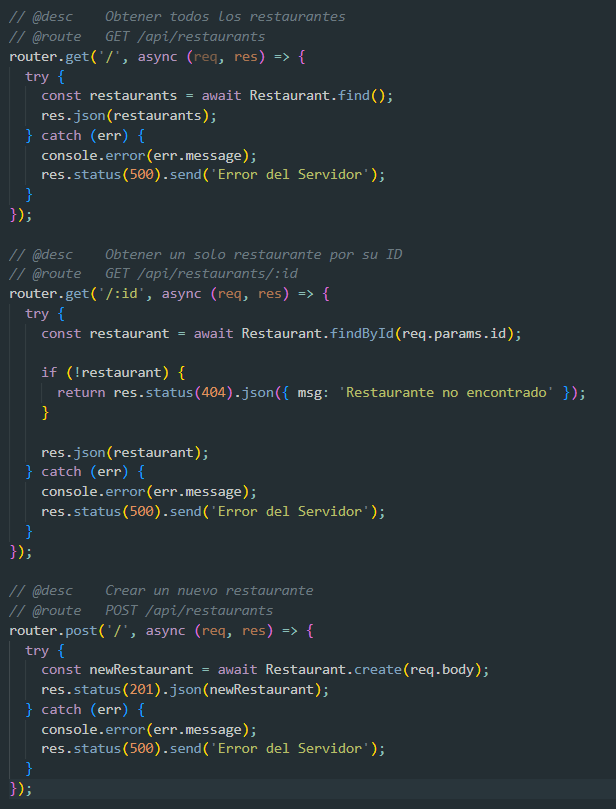 // @desc    Obtener todos los restaurantes
// @route   GET /api/restaurants
router.get('/', async (req, res) => {
  try {
    const restaurants = await Restaurant.find();
    res.json(restaurants);
  } catch (err) {
    console.error(err.message);
    res.status(500).send('Error del Servidor');
  }
});

// @desc    Obtener un solo restaurante por su ID
// @route   GET /api/restaurants/:id
router.get('/:id', async (req, res) => {
  try {
    const restaurant = await Restaurant.findById(req.params.id);

    if (!restaurant) {
      return res.status(404).json({ msg: 'Restaurante no encontrado' });
    }

    res.json(restaurant);
  } catch (err) {
    console.error(err.message);
    res.status(500).send('Error del Servidor');
  }
});

// @desc    Crear un nuevo restaurante
// @route   POST /api/restaurants
router.post('/', async (req, res) => {
  try {
    const newRestaurant = await Restaurant.create(req.body);
    res.status(201).json(newRestaurant);
  } catch (err) {
    console.error(err.message);
    res.status(500).send('Error del Servidor');
  }
});